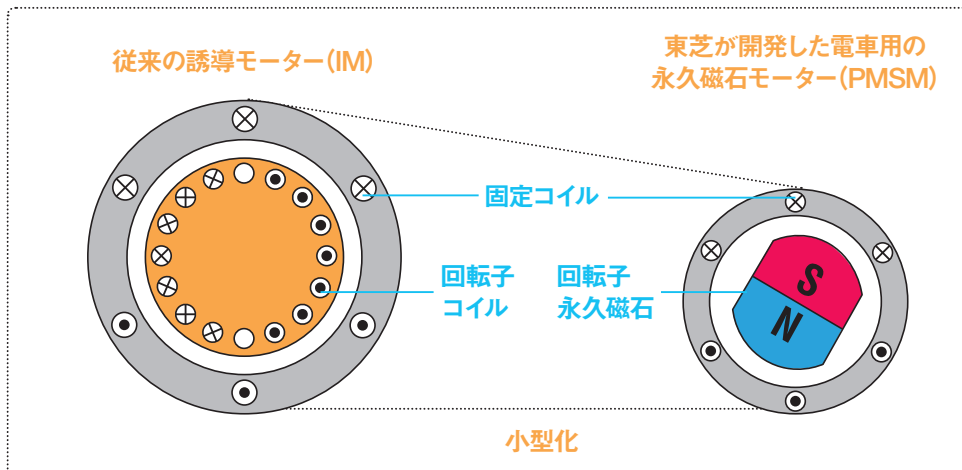 従来の誘導モーター(IM)
東芝が開発した電車用の
永久磁石モーター(PMSM)
固定コイル
回転子
コイル
回転子
永久磁石
S
N
小型化